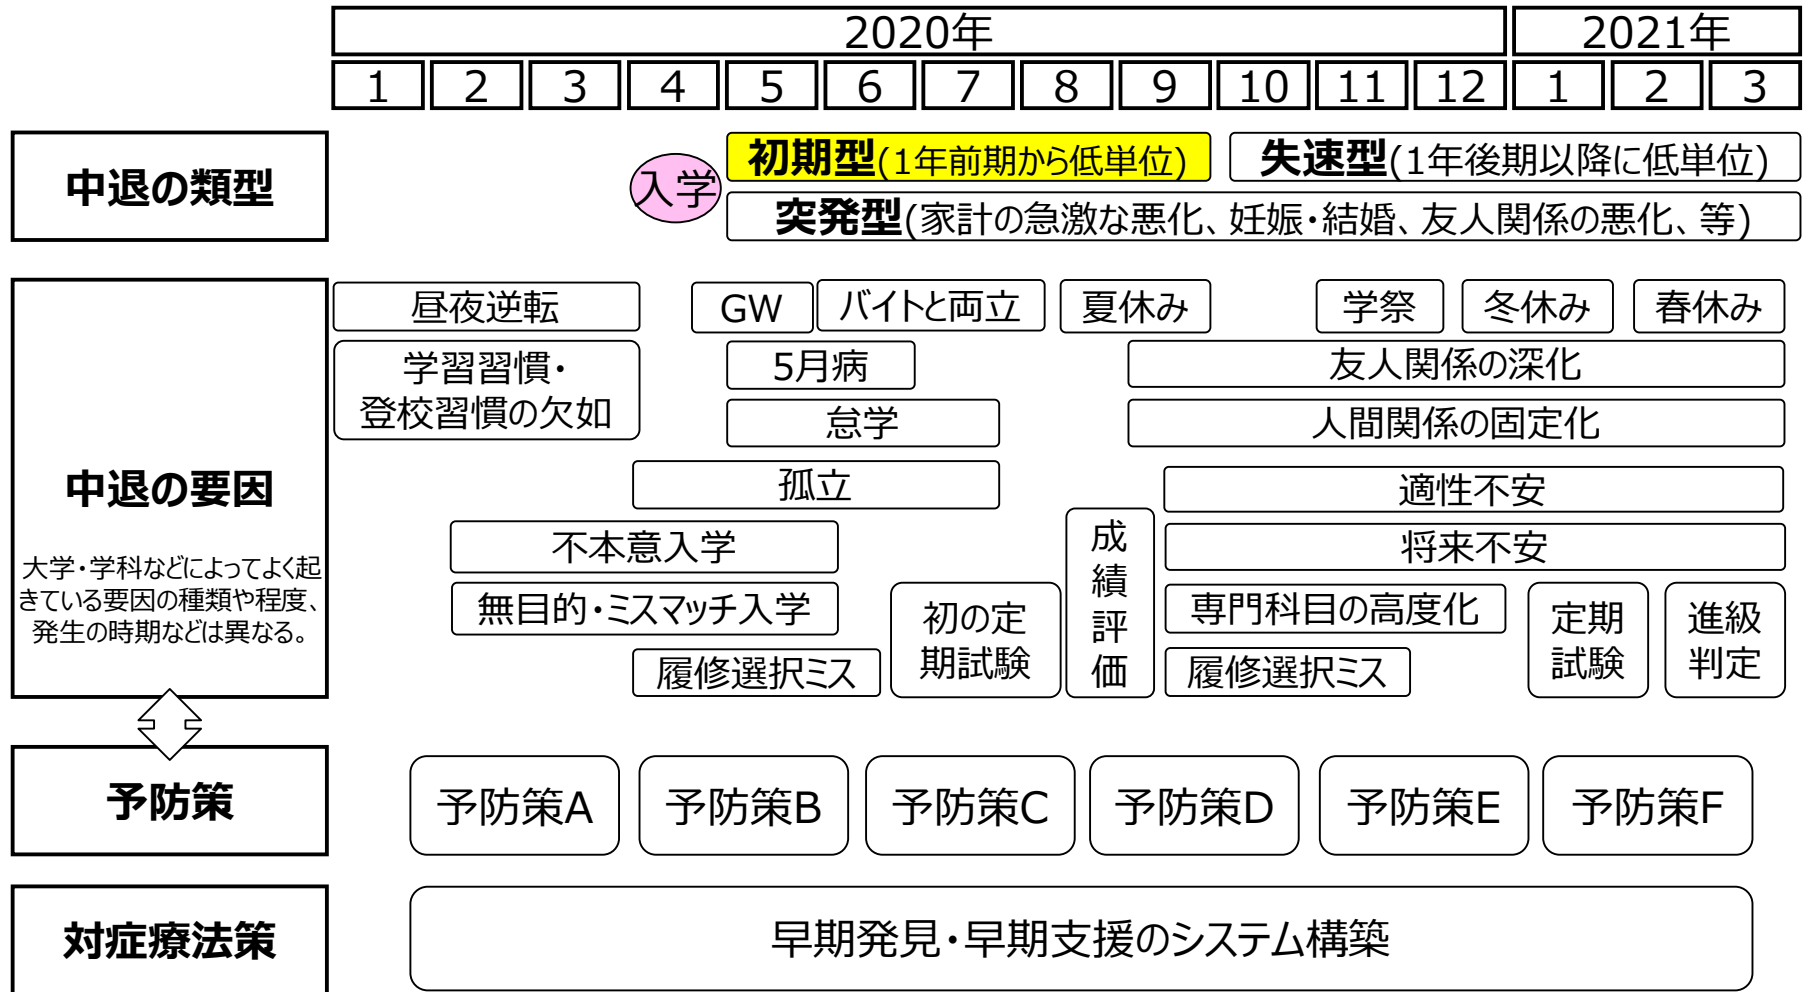 2020年
2021年
1 2 3 4 5 6 7 8 9 10 11 12 1 2 3
中退の類型
入学
初期型(1年前期から低単位)
失速型(1年後期以降に低単位)
突発型(家計の急激な悪化、妊娠・結婚、友人関係の悪化、等)
中退の要因
大学・学科などによってよく起
きている要因の種類や程度、
発生の時期などは異なる。
昼夜逆転
GW
バイトと両立
夏休み
学祭
冬休み
春休み
学習習慣・
登校習慣の欠如
5月病
友人関係の深化
怠学
人間関係の固定化
孤立
適性不安
不本意入学
成績評価
将来不安
無目的・ミスマッチ入学
初の定
期試験
専門科目の高度化
定期
試験
進級
判定
履修選択ミス
履修選択ミス
予防策
予防策A
予防策B
予防策C
予防策D
予防策E
予防策F
対症療法策
早期発見・早期支援のシステム構築